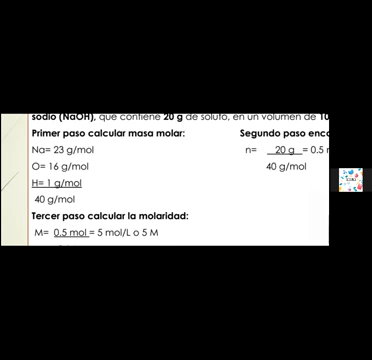 sodio (NaOH), que contiene 20 g de soluto, en un volumen de 10
Primer paso calcular masa molar: Segundo paso enco
Na= 23 g/mol n= 20 g = 0.5 r
O= 16 g/mol 40 g/mol
H= 1 g/mol
40 g/mol
Tercer paso calcular la molaridad:
M= 0.5 mol = 5 mol/L o 5 M